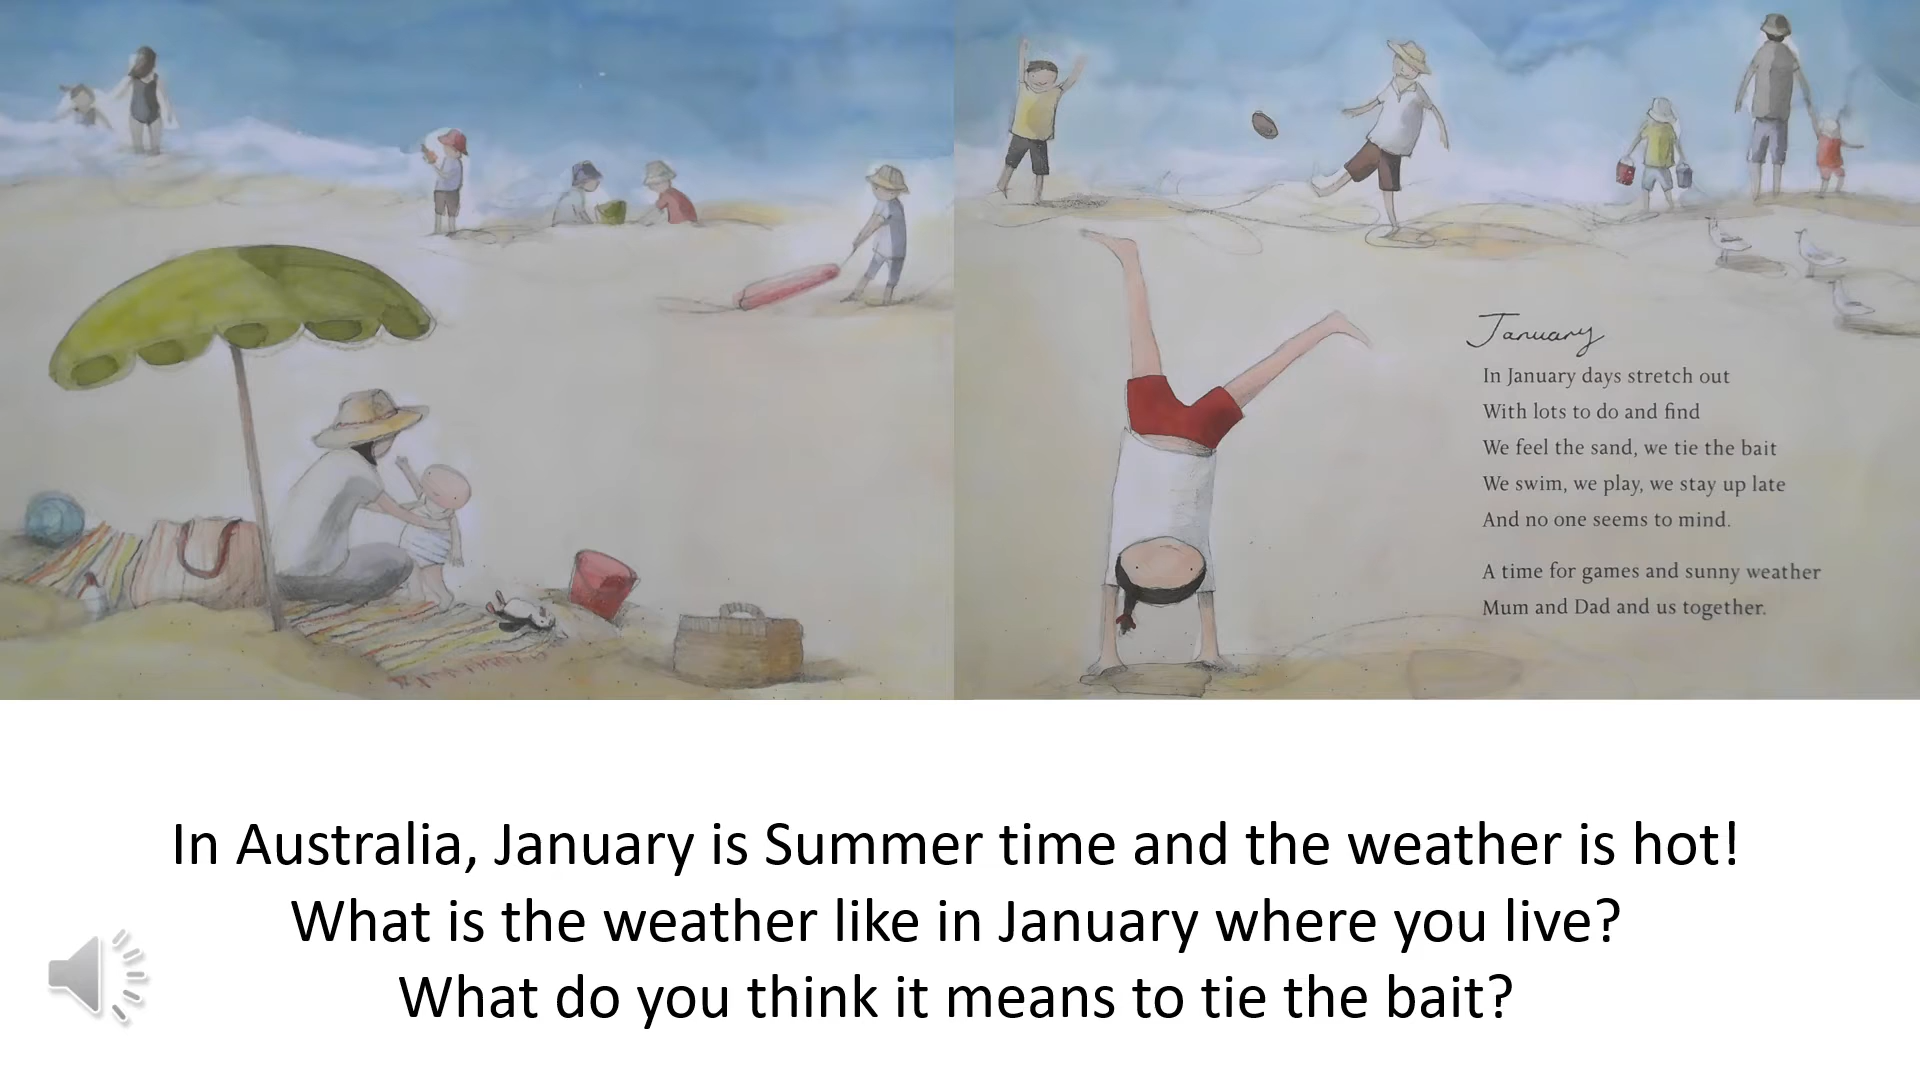 January
In January days stretch out
With lots to do and find
We feel the sand, we tie the bait
We swim, we play, we stay up late
And no one seems to mind.
A time for games and sunny weather
Mum and Dad and us together.
In Australia, January is Summer time and the weather is hot!
What is the weather like in January where you live?
What do you think it means to tie the bait?